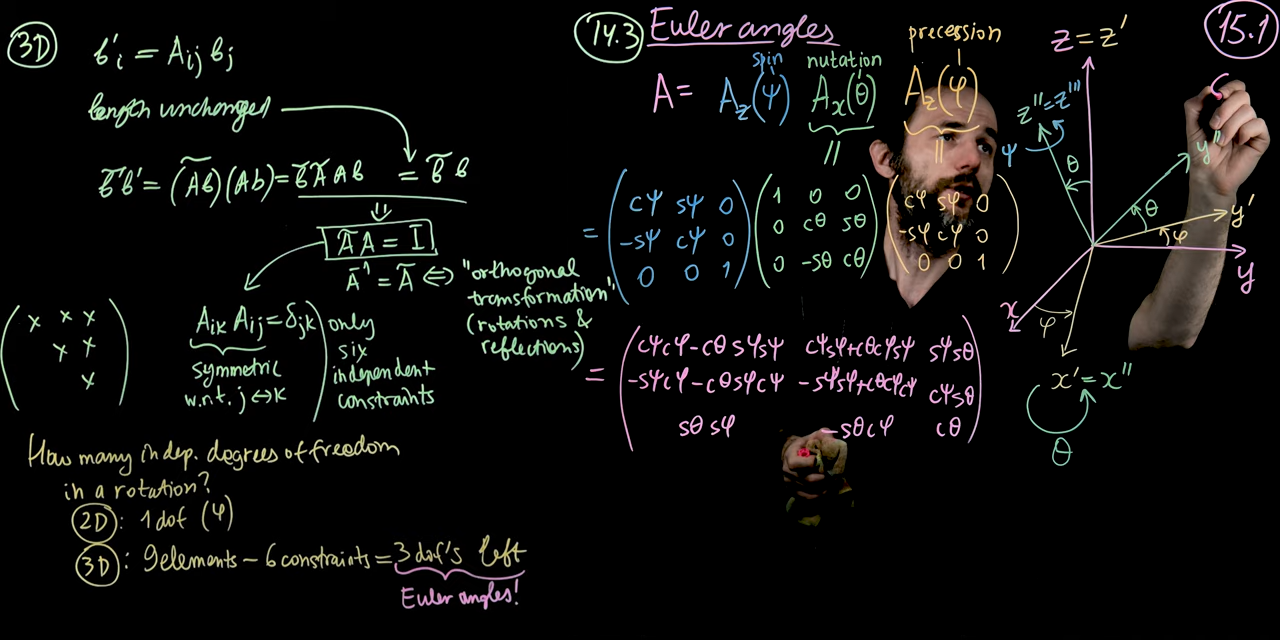 3D
b'ᵢ = Aᵢⱼ bⱼ
length unchanged
b̃'b' = (Ãb)(Ab) = b̃ÃAb = b̃ b
⇓
ÃA = I
A⁻¹ = Ã ⇔ "orthogonal
transformation"
(rotations &
reflections)
( x x x
x x
x )
Aᵢₖ Aᵢⱼ = δⱼₖ
symmetric
w.r.t. j ↔ k
only
six
independent
constraints
How many indep. degrees of freedom
in a rotation?
2D : 1 dof (φ)
3D : 9 elements − 6 constraints = 3 dof's left
Euler angles!
14.3 Euler angles
spin nutation precession
A = A_z(ψ) A_x(θ) A_z(φ)
|| ||
= ( cψ sψ 0 ) ( 1 0 0 ) ( cφ sφ 0 )
( -sψ cψ 0 ) ( 0 cθ sθ ) ( -sφ cφ 0 )
( 0 0 1 ) ( 0 -sθ cθ ) ( 0 0 1 )
= ( cψcφ-cθsφsψ cψsφ+cθcφsψ sψsθ )
( -sψcφ-cθsφcψ -sψsφ+cθcφcψ cψsθ )
( sθsφ -sθcφ cθ )
15.1
z = z'
z'' = z'''
ψ
θ
y''
θ
y'
φ
y
x
φ
x' = x''
θ